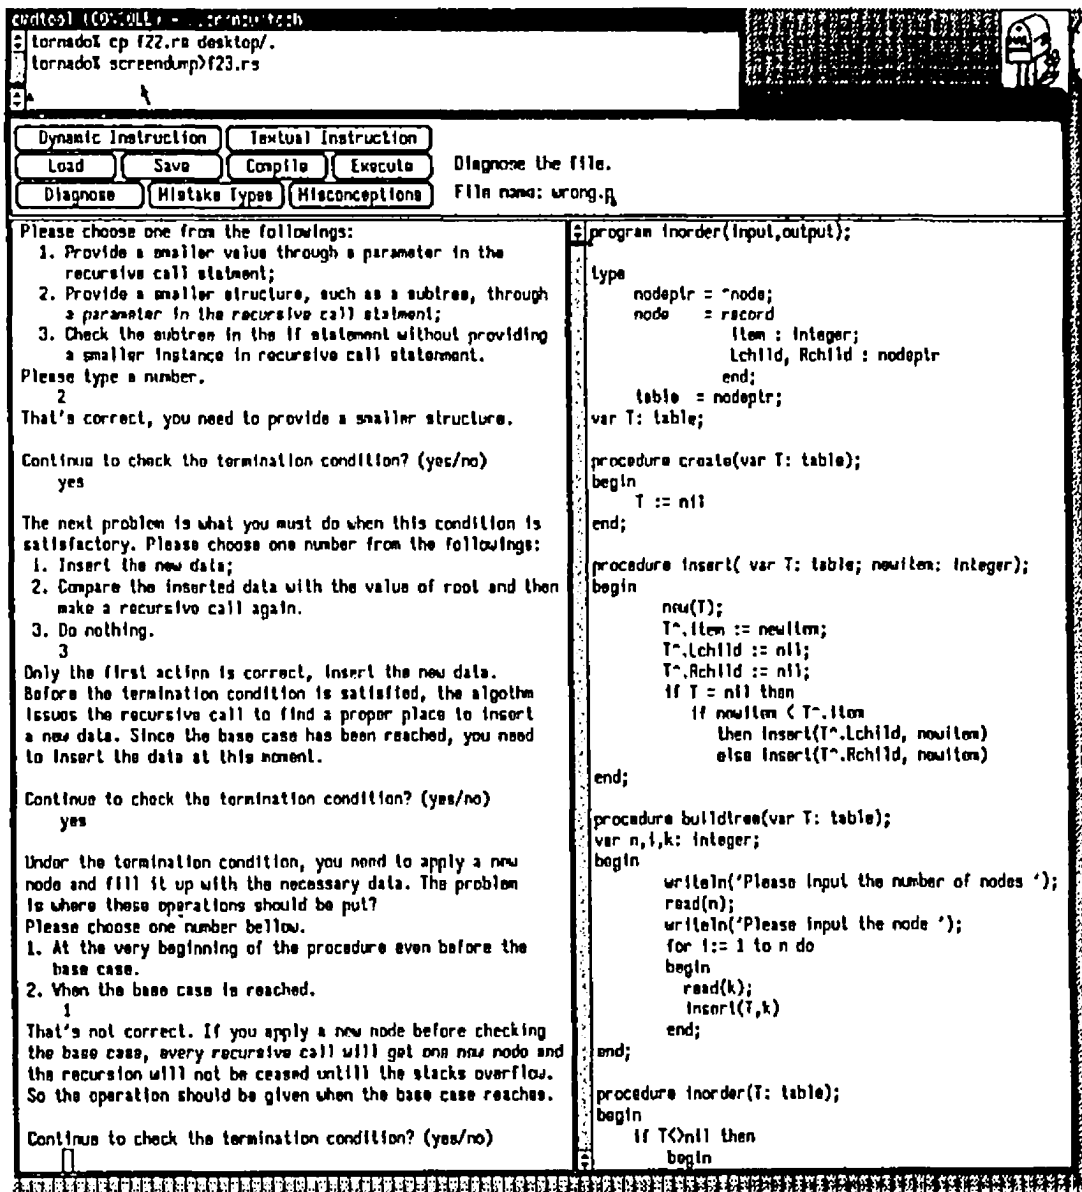 cmdtool (CONSOLE) -
tornado% cp f22.rs desktop/.
tornado% screendump>f23.rs
Dynamic Instruction
Textual Instruction
Load
Save
Compile
Execute
Diagnose the file.
Diagnose
Mistake Types
Misconceptions
File name: wrong.p
Please choose one from the followings:
1. Provide a smaller value through a parameter in the
recursive call statment;
2. Provide a smaller structure, such as a subtree, through
a parameter in the recursive call statment;
3. Check the subtree in the if statement without providing
a smaller instance in recursive call statenment.
Please type a number.
2
That's correct, you need to provide a smaller structure.
Continue to check the termination condition? (yes/no)
yes
The next problem is what you must do when this condition is
satisfactory. Please choose one number from the followings:
1. Insert the new data;
2. Compare the inserted data with the value of root and then
make a recursive call again.
3. Do nothing.
3
Only the first action is correct, Insert the new data.
Before the termination condition is satisfied, the algothm
issues the recursive call to find a proper place to insert
a new data. Since the base case has been reached, you need
to insert the data at this moment.
Continue to check the termination condition? (yes/no)
yes
Under the termination condition, you need to apply a new
node and fill it up with the necessary data. The problem
is where these operations should be put?
Please choose one number bellow.
1. At the very beginning of the procedure even before the
base case.
2. When the base case is reached.
1
That's not correct. If you apply a new node before checking
the base case, every recursive call will get one new node and
the recursion will not be ceased untill the stacks overflow.
So the operation should be given when the base case reaches.
Continue to check the termination condition? (yes/no)
program inorder(input,output);
type
nodeptr = ^node;
node = record
item : integer;
Lchild, Rchild : nodeptr
end;
table = nodeptr;
var T: table;
procedure create(var T: table);
begin
T := nil
end;
procedure insert( var T: table; newitem: integer);
begin
new(T);
T^.item := newitem;
T^.Lchild := nil;
T^.Rchild := nil;
if T = nil then
if newitem < T^.item
then insert(T^.Lchild, newitem)
else insert(T^.Rchild, newitem)
end;
procedure buildtree(var T: table);
var n,i,k: integer;
begin
writeln('Please input the number of nodes ');
read(n);
writeln('Please input the node ');
for i:= 1 to n do
begin
read(k);
insert(T,k)
end;
end;
procedure inorder(T: table);
begin
if T<>nil then
begin